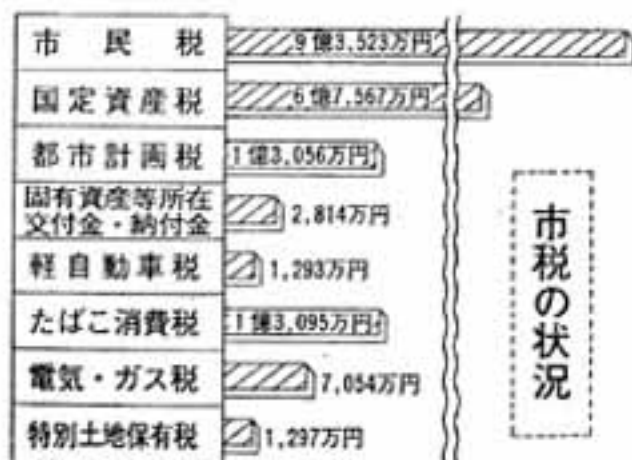 市民税
9億3,523万円
国定資産税
6億7,567万円
都市計画税
1億3,056万円
固有資産等所在
交付金・納付金
2,814万円
軽自動車税
1,293万円
たばこ消費税
1億3,095万円
電気・ガス税
7,054万円
特別土地保有税
1,297万円
市税の状況